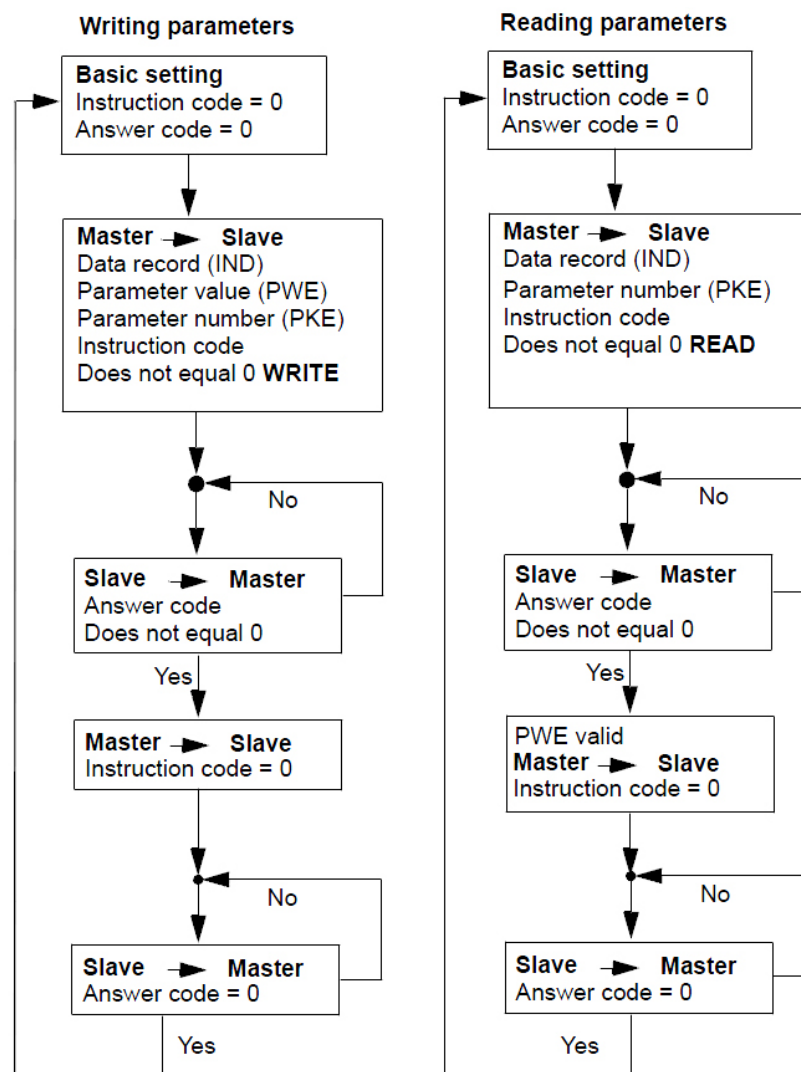 Writing parameters
Basic setting
Instruction code = 0
Answer code = 0
Master Slave
Data record (IND)
Parameter value (PWE)
Parameter number (PKE)
Instruction code
Does not equal 0 WRITE
No
Slave Master
Answer code
Does not equal 0
Yes
Master Slave
Instruction code = 0
No
Slave Master
Answer code = 0
Yes
Reading parameters
Basic setting
Instruction code = 0
Answer code = 0
Master Slave
Data record (IND)
Parameter number (PKE)
Instruction code
Does not equal 0 READ
No
Slave Master
Answer code
Does not equal 0
Yes
PWE valid
Master Slave
Instruction code = 0
No
Slave Master
Answer code = 0
Yes